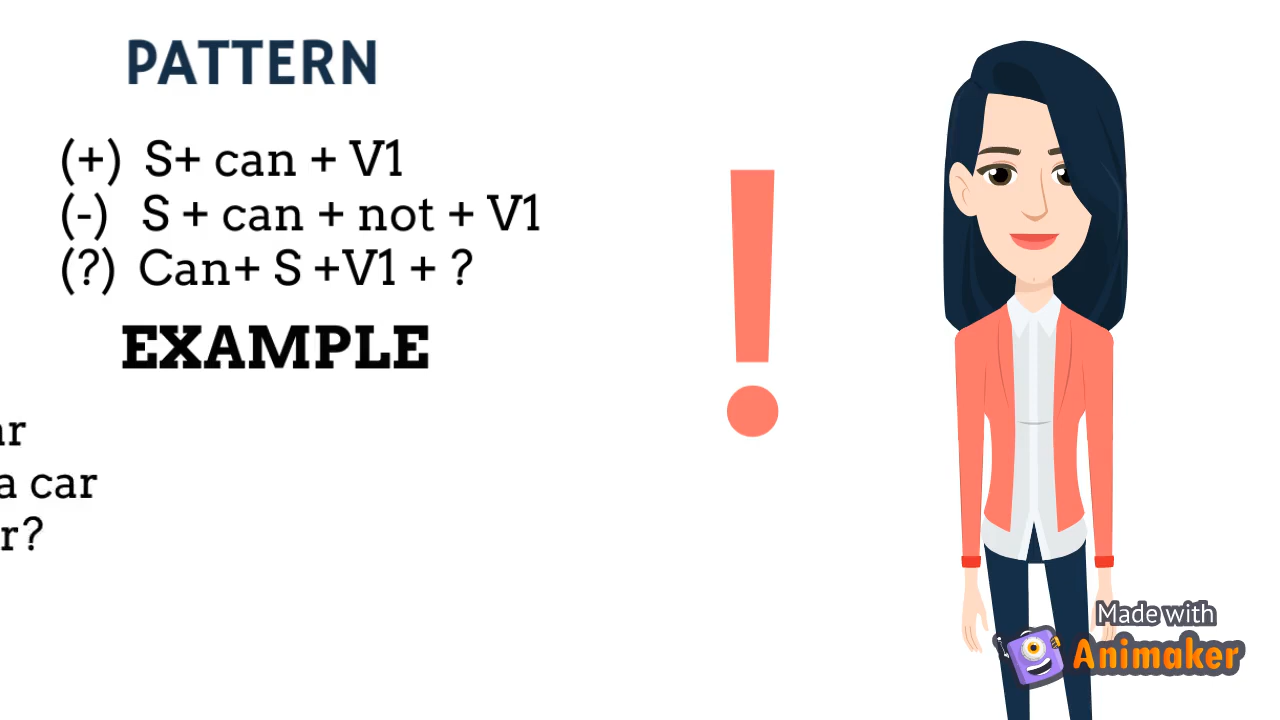 PATTERN
(+) S+ can + V1
(-) S + can + not + V1
(?) Can+ S +V1 + ?
EXAMPLE
a car
Made with
Animaker